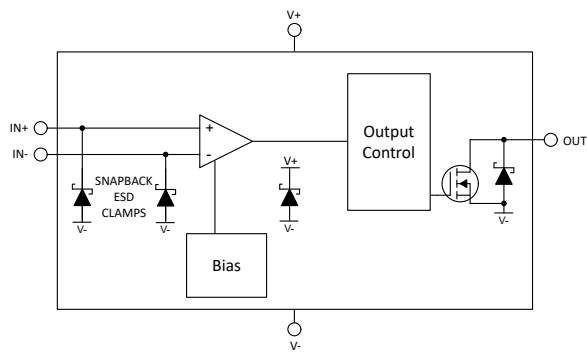 V+
IN+
+
Output
Control
OUT
IN-
-
SNAPBACK
ESD
CLAMPS
V+
V-
V-
V-
V-
Bias
V-